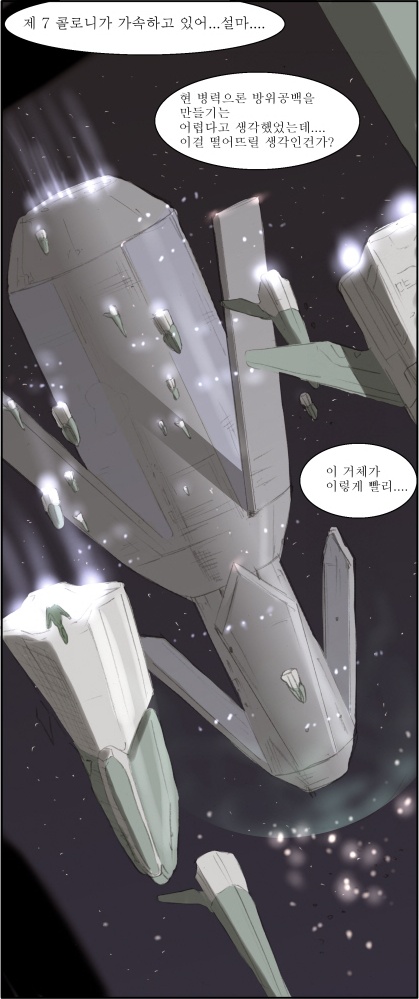 제 7 콜로니가 가속하고 있어...설마....
현 병력으론 방위공백을
만들기는
어렵다고 생각했었는데....
이걸 떨어뜨릴 생각인건가?
이 거체가
이렇게 빨리....